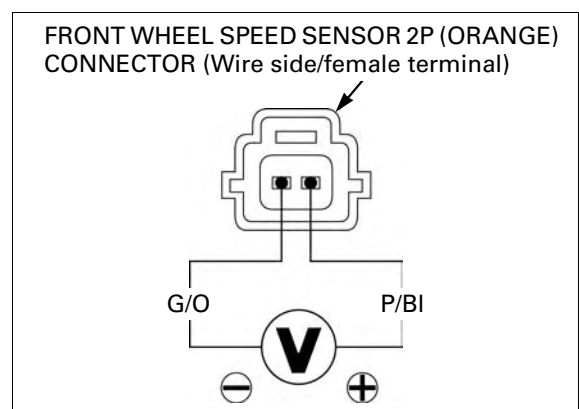 FRONT WHEEL SPEED SENSOR 2P (ORANGE)
CONNECTOR (Wire side/female terminal)
G/O P/Bl
V